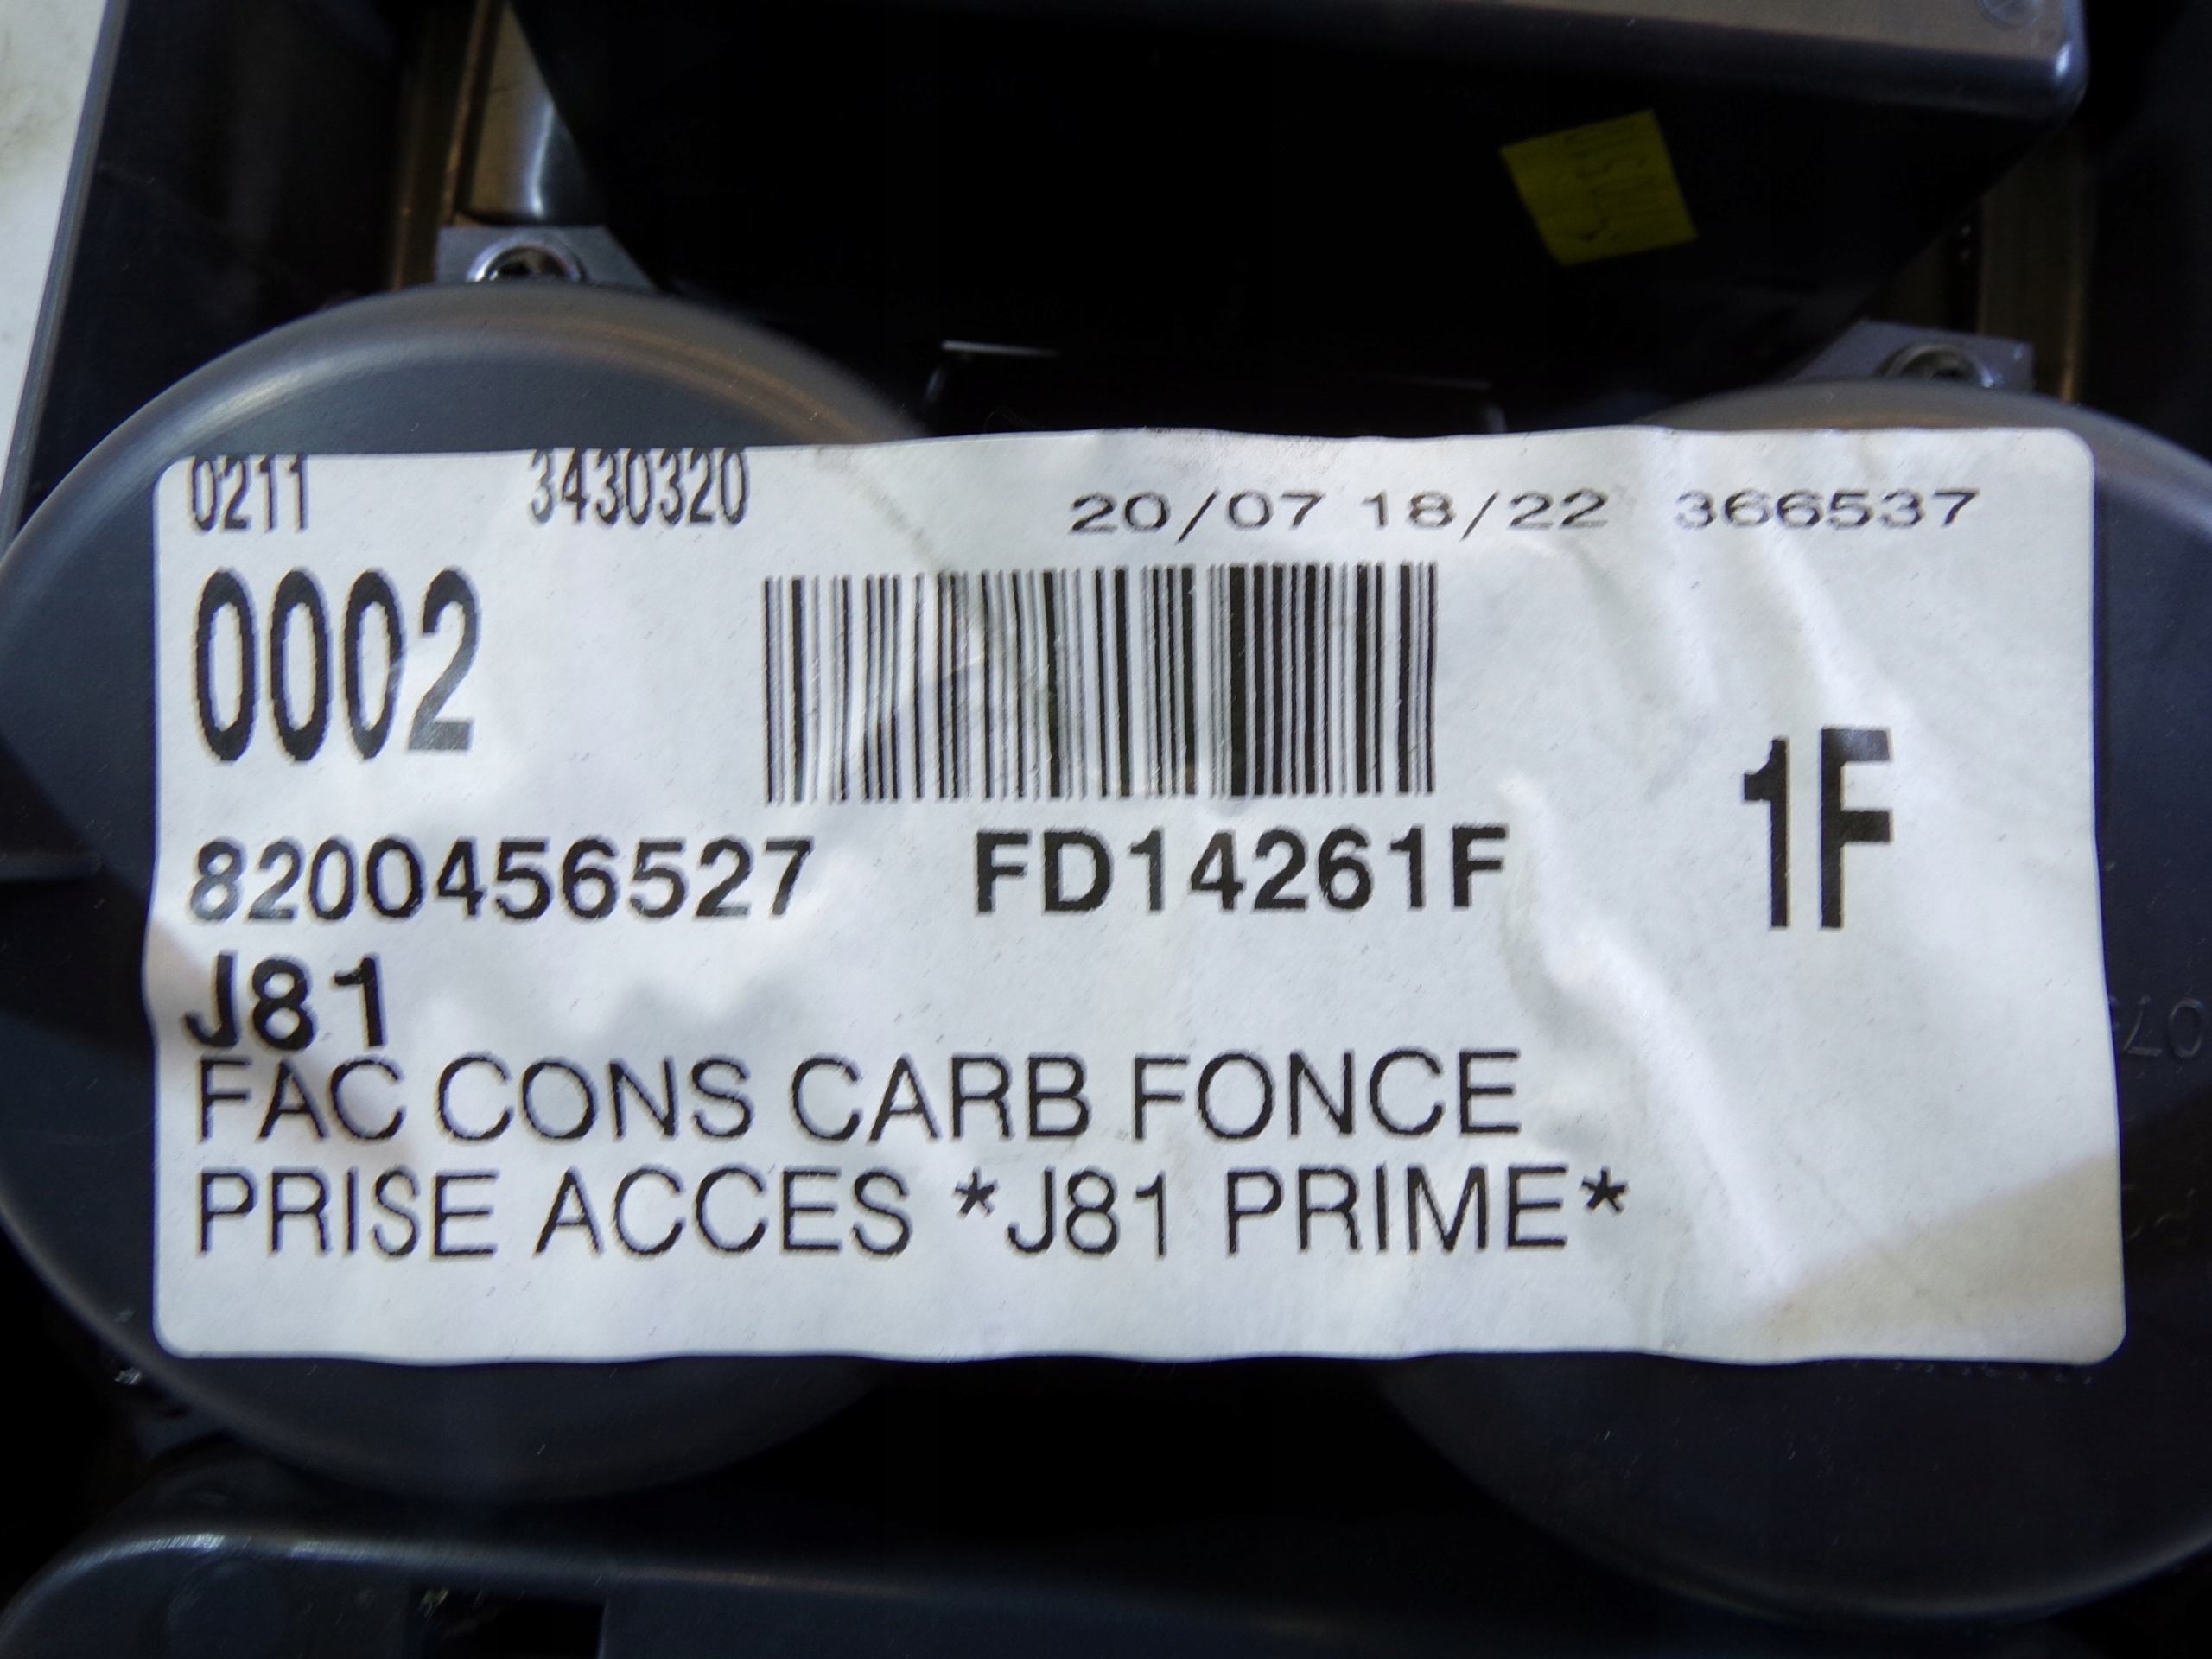 0211 3430320 20/07 18/22 366537
0002
1F
8200456527 FD14261F
J81
FAC CONS CARB FONCE
PRISE ACCES *J81 PRIME*